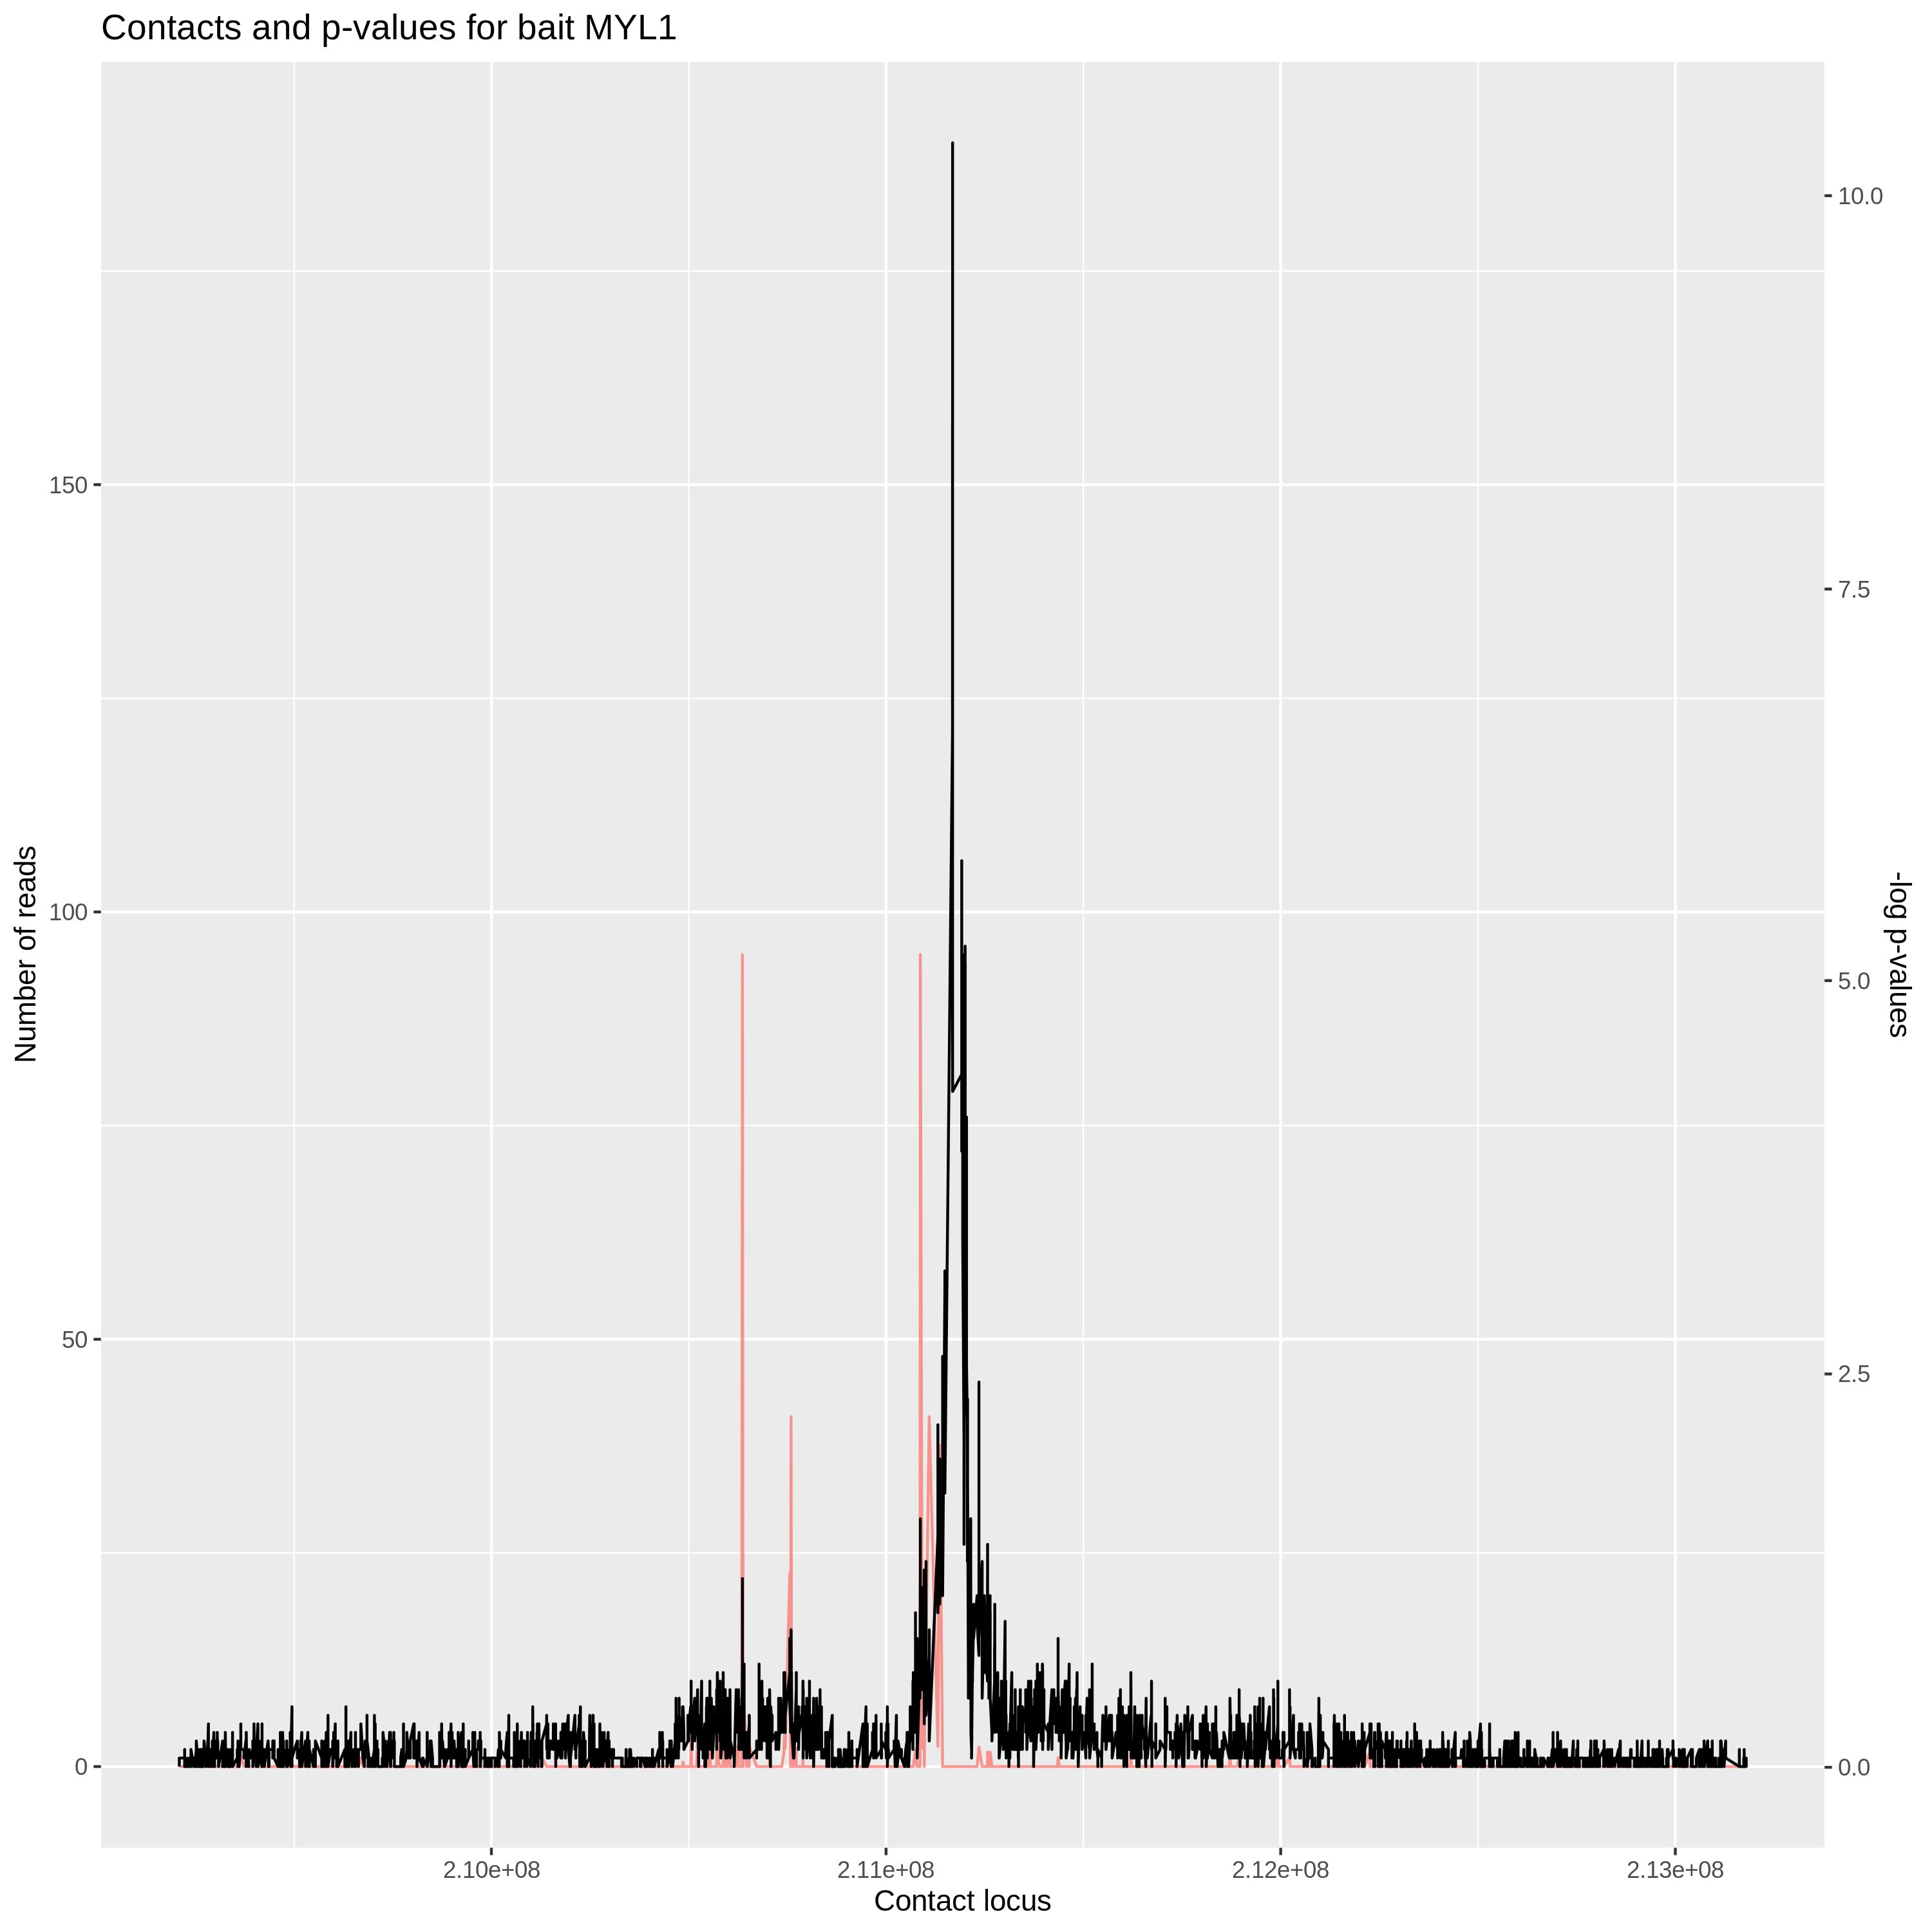 Contacts and p-values for bait MYL1
Number of reads
150
100
50
0
10.0
7.5
5.0
2.5
0.0
-log p-values
2.10e+08 2.11e+08 2.12e+08 2.13e+08
Contact locus